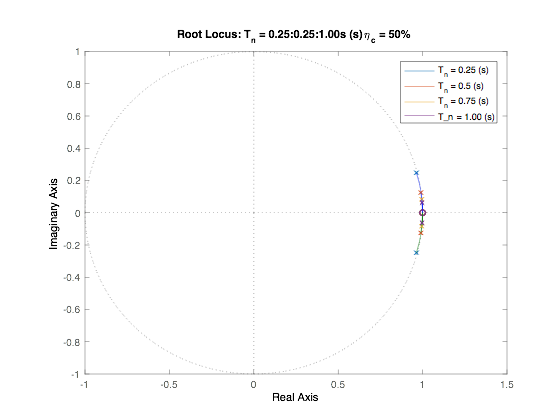 Root Locus: T_n = 0.25:0.25:1.00s (s) η_c = 50%
T_n = 0.25 (s)
T_n = 0.5 (s)
T_n = 0.75 (s)
T_n = 1.00 (s)
1
0.8
0.6
0.4
0.2
0
-0.2
-0.4
-0.6
-0.8
-1
Imaginary Axis
-1
-0.5
0
0.5
1
1.5
Real Axis